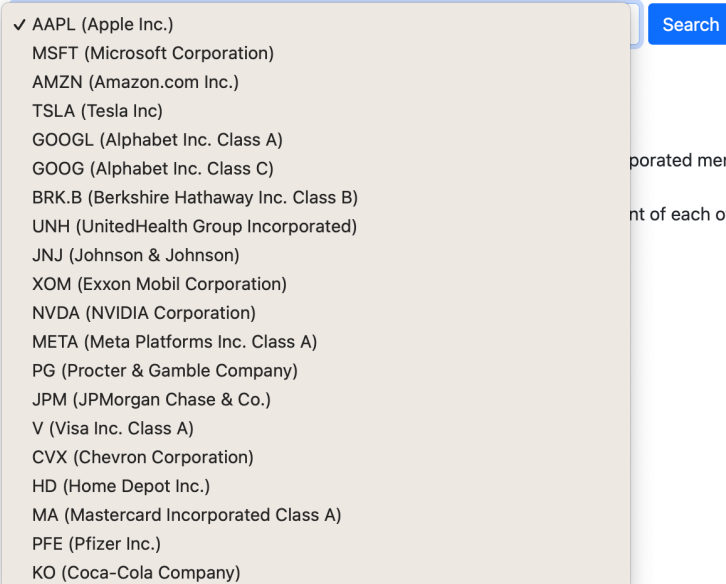 ✓ AAPL (Apple Inc.)
Search
MSFT (Microsoft Corporation)
AMZN (Amazon.com Inc.)
TSLA (Tesla Inc)
GOOGL (Alphabet Inc. Class A)
GOOG (Alphabet Inc. Class C)
BRK.B (Berkshire Hathaway Inc. Class B)
UNH (UnitedHealth Group Incorporated)
nt of each
JNJ (Johnson & Johnson)
XOM (Exxon Mobil Corporation)
NVDA (NVIDIA Corporation)
META (Meta Platforms Inc. Class A)
PG (Procter & Gamble Company)
JPM (JPMorgan Chase & Co.)
V (Visa Inc. Class A)
CVX (Chevron Corporation)
HD (Home Depot Inc.)
MA (Mastercard Incorporated Class A)
PFE (Pfizer Inc.)
KO (Coca-Cola Company)